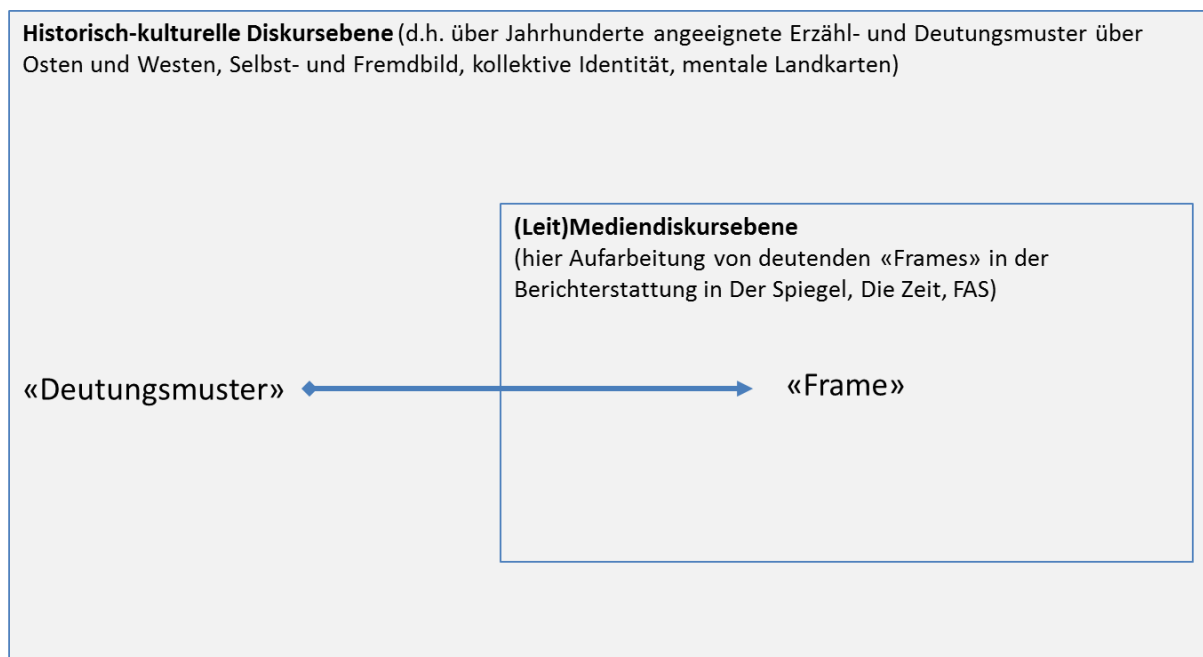 Historisch-kulturelle Diskursebene (d.h. über Jahrhunderte angeeignete Erzähl- und Deutungsmuster über
Osten und Westen, Selbst- und Fremdbild, kollektive Identität, mentale Landkarten)
(Leit)Mediendiskursebene
(hier Aufarbeitung von deutenden «Frames» in der
Berichterstattung in Der Spiegel, Die Zeit, FAS)
«Deutungsmuster»
«Frame»